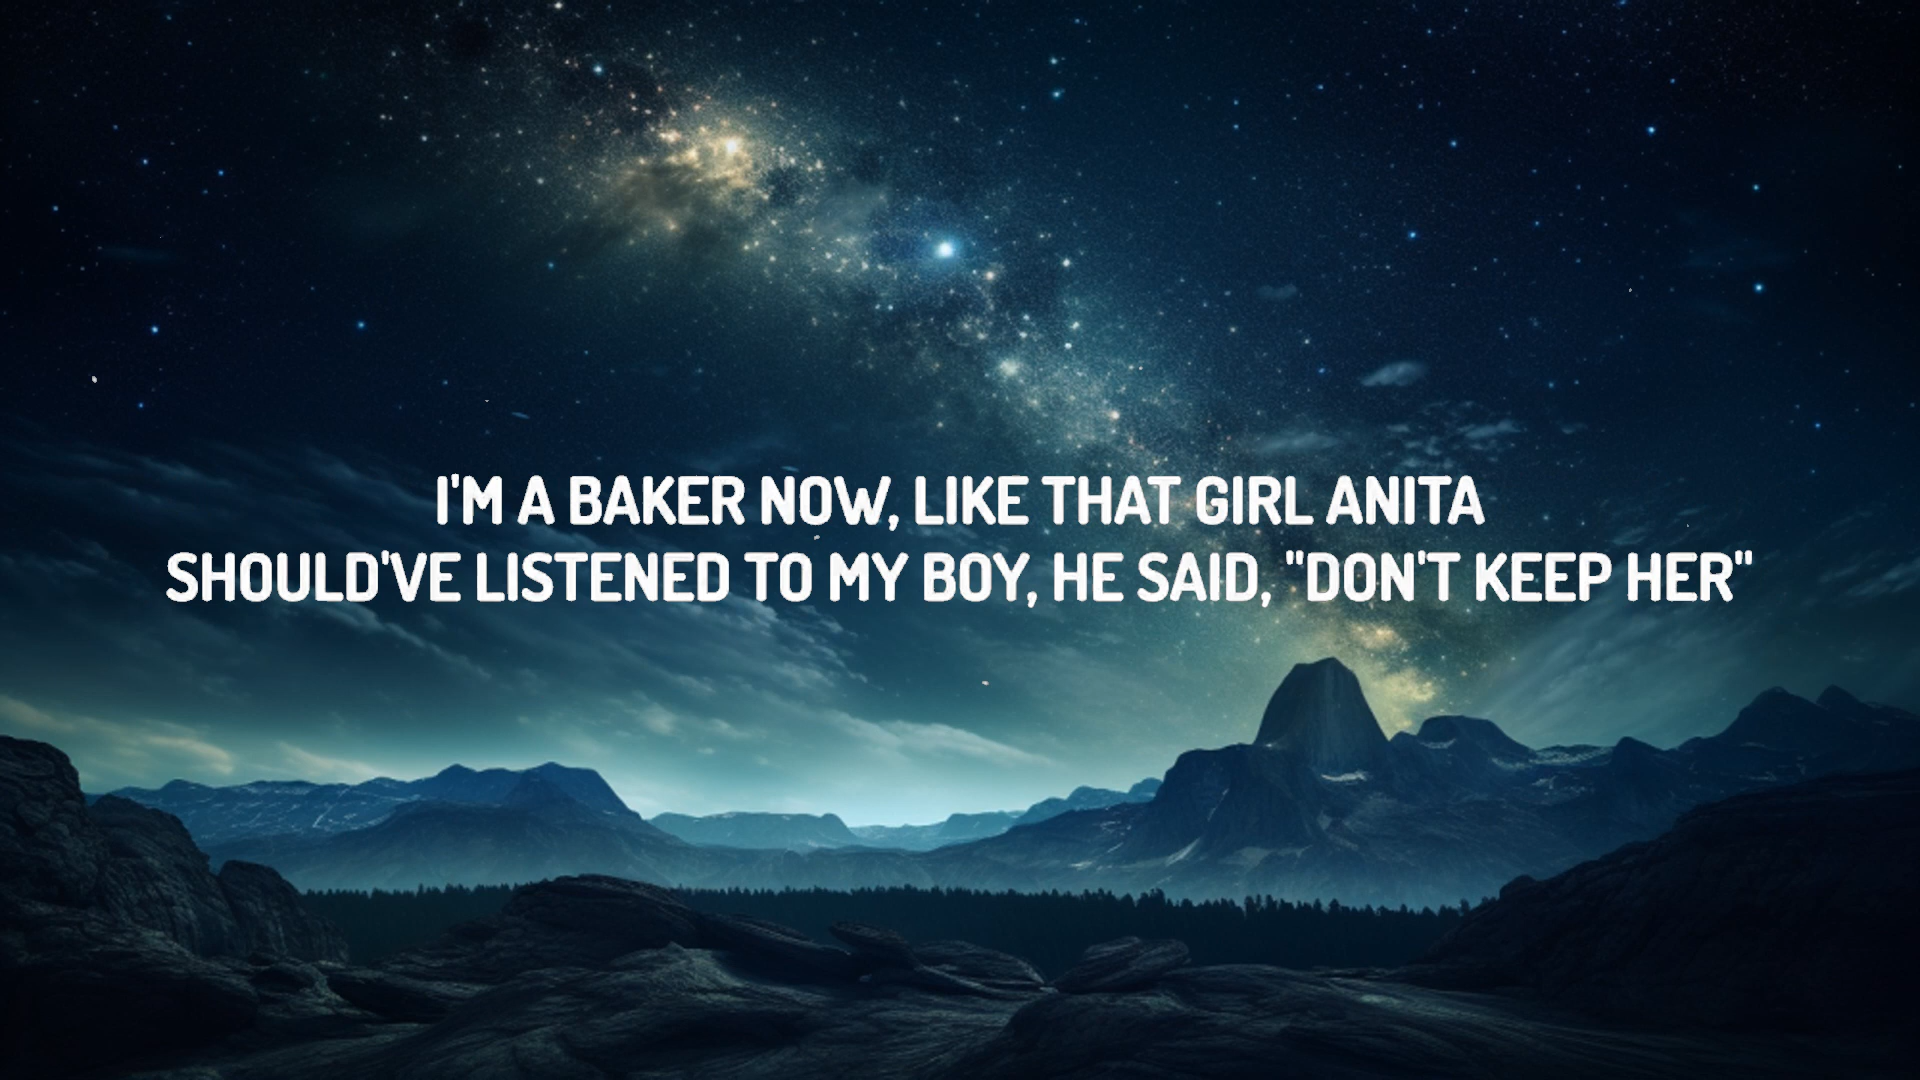 I'M A BAKER NOW, LIKE THAT GIRL ANITA
SHOULD'VE LISTENED TO MY BOY, HE SAID, "DON'T KEEP HER"